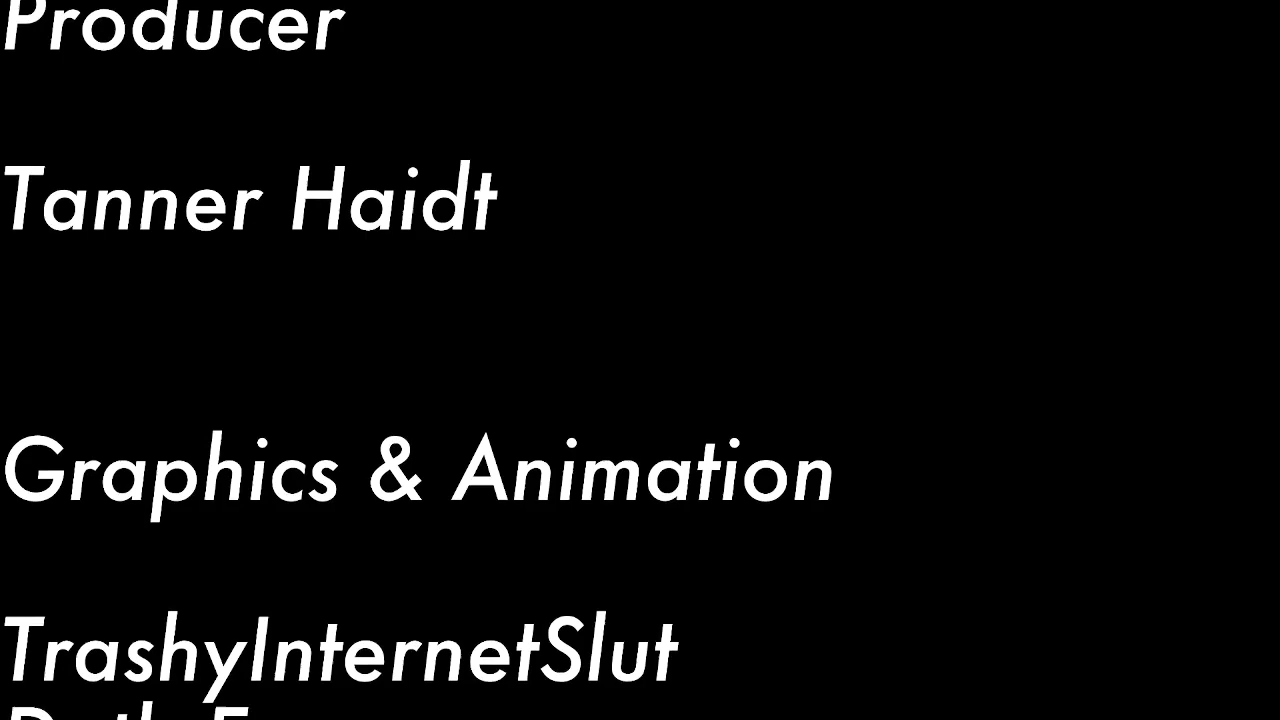 Producer
Tanner Haidt
Graphics & Animation
TrashyInternetSlut